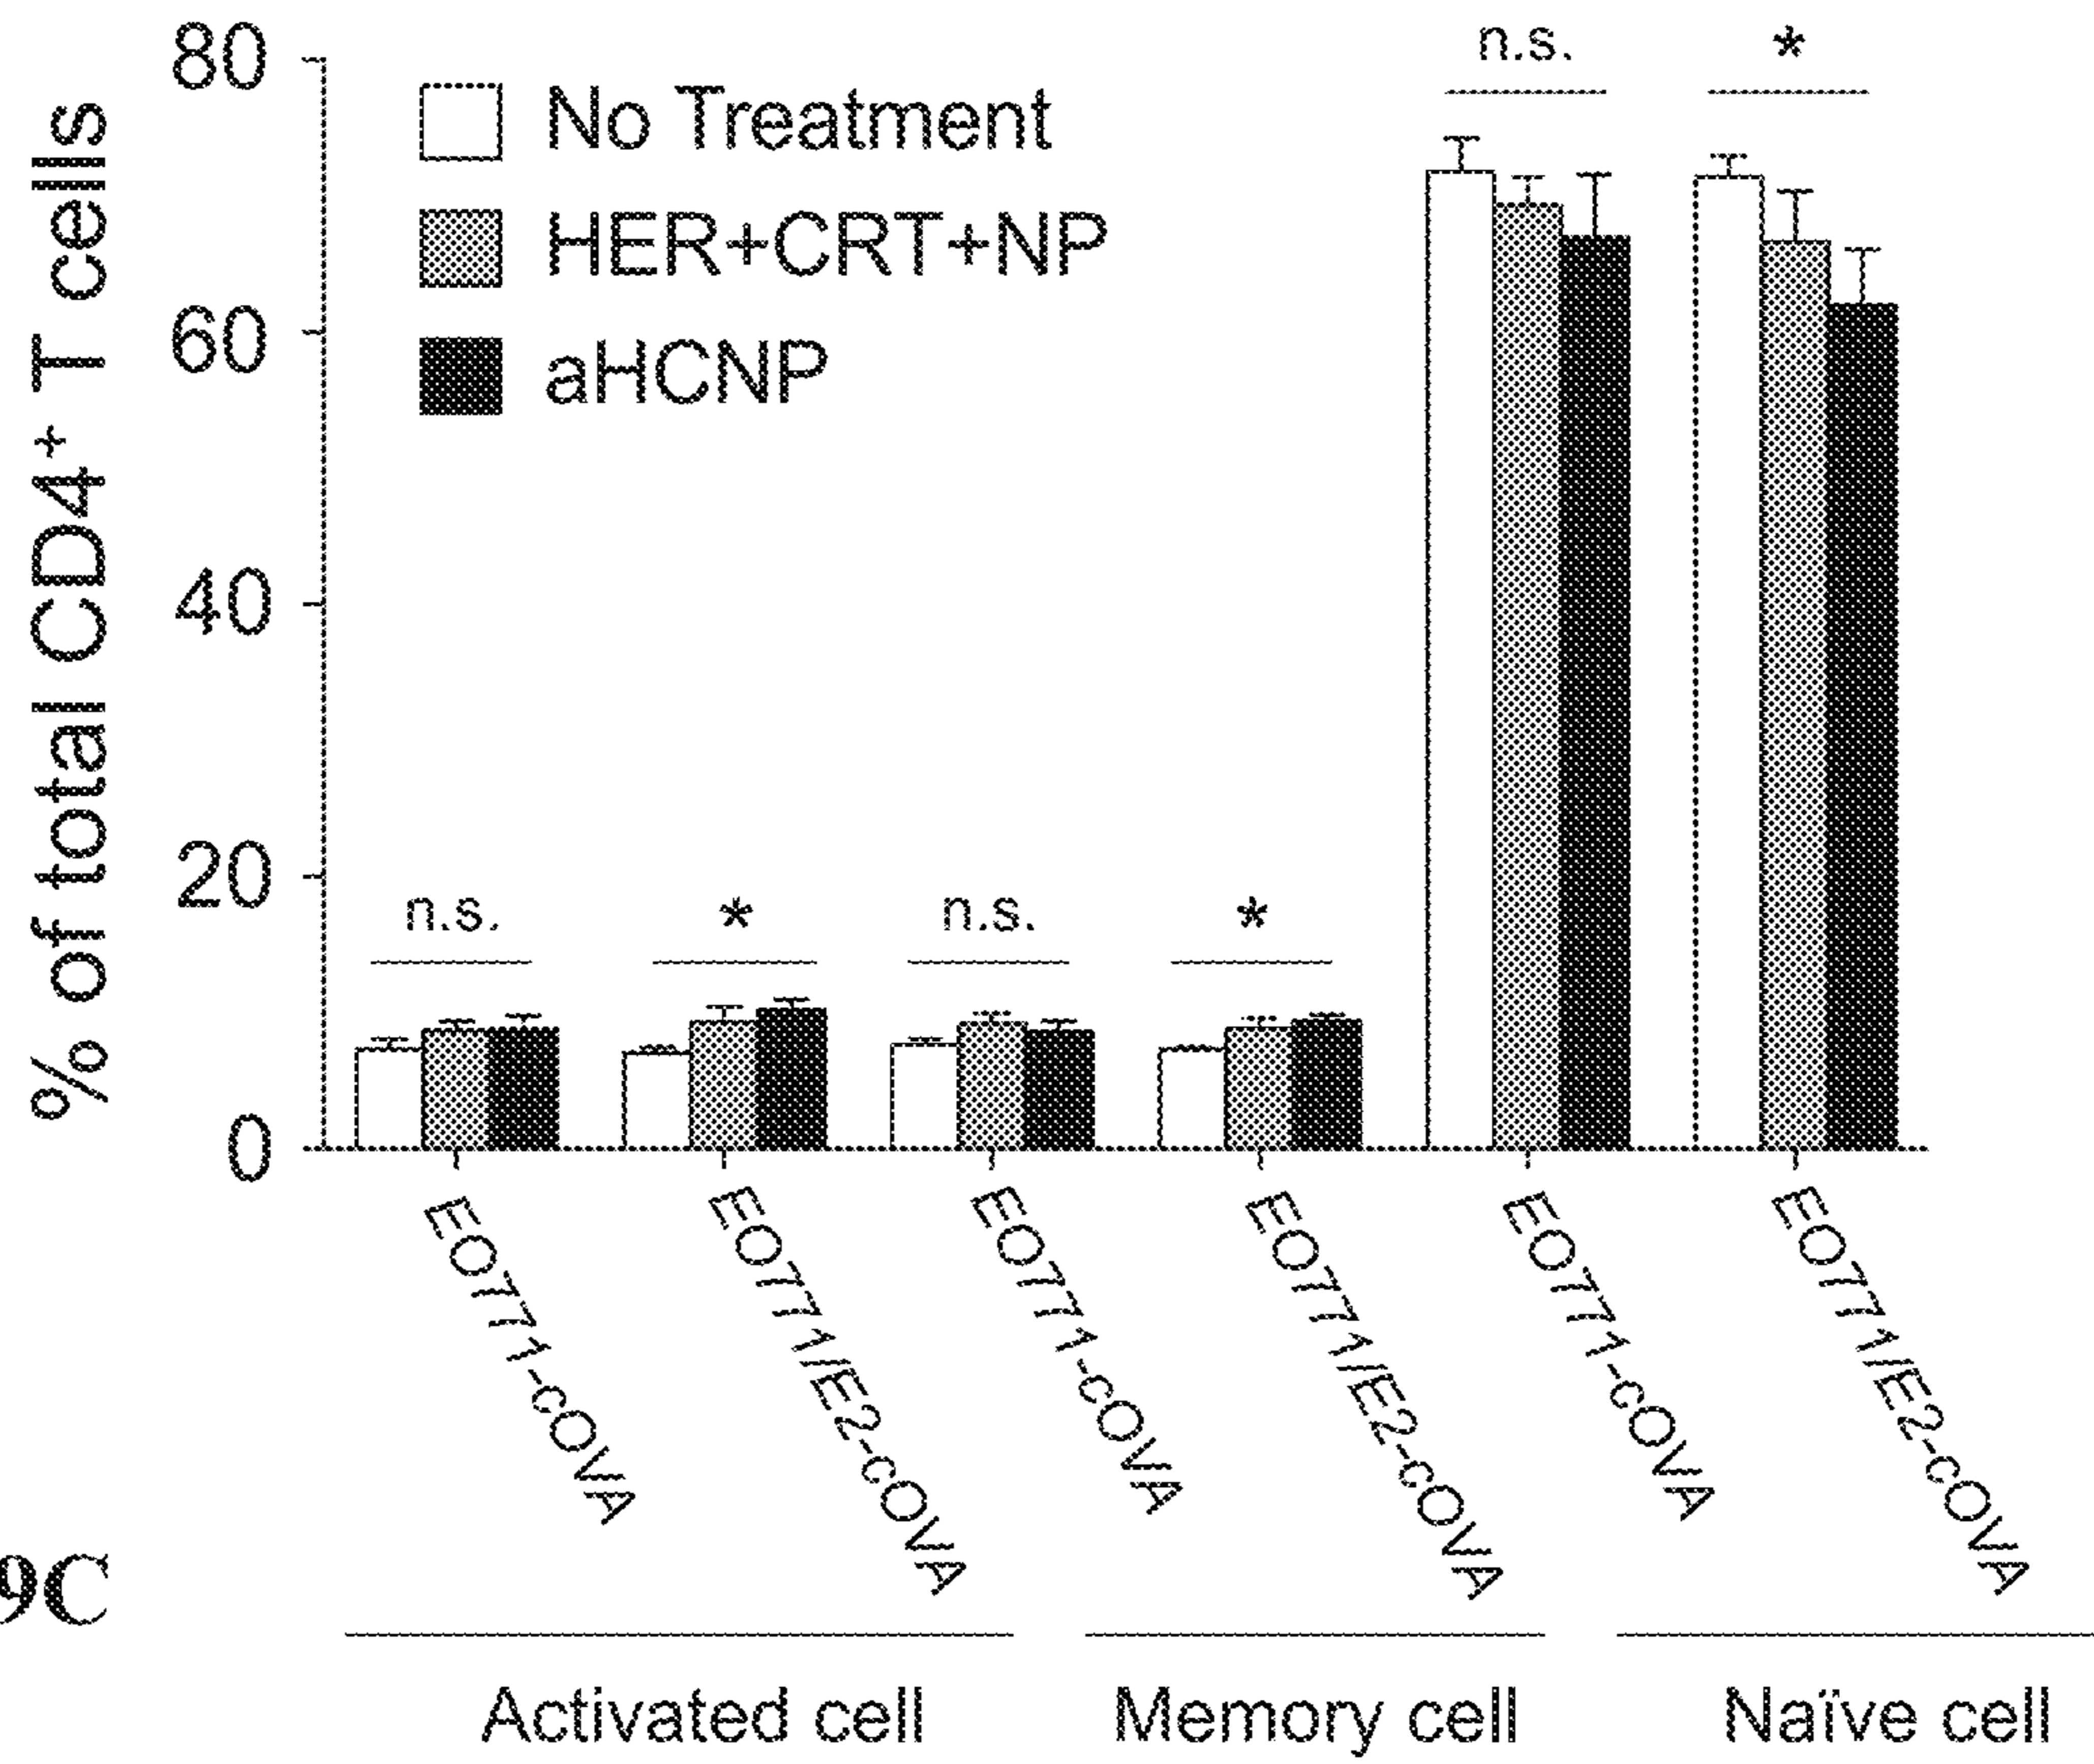 % of total CD4⁺ T cells
80
60
40
20
0
No Treatment
HER+CRT+NP
aHCNP
n.s.
*
n.s.
*
n.s.
*
EO771-cOVA
EO771/E2-cOVA
EO771-cOVA
EO771/E2-cOVA
EO771-cOVA
EO771/E2-cOVA
Activated cell
Memory cell
Naïve cell
9C